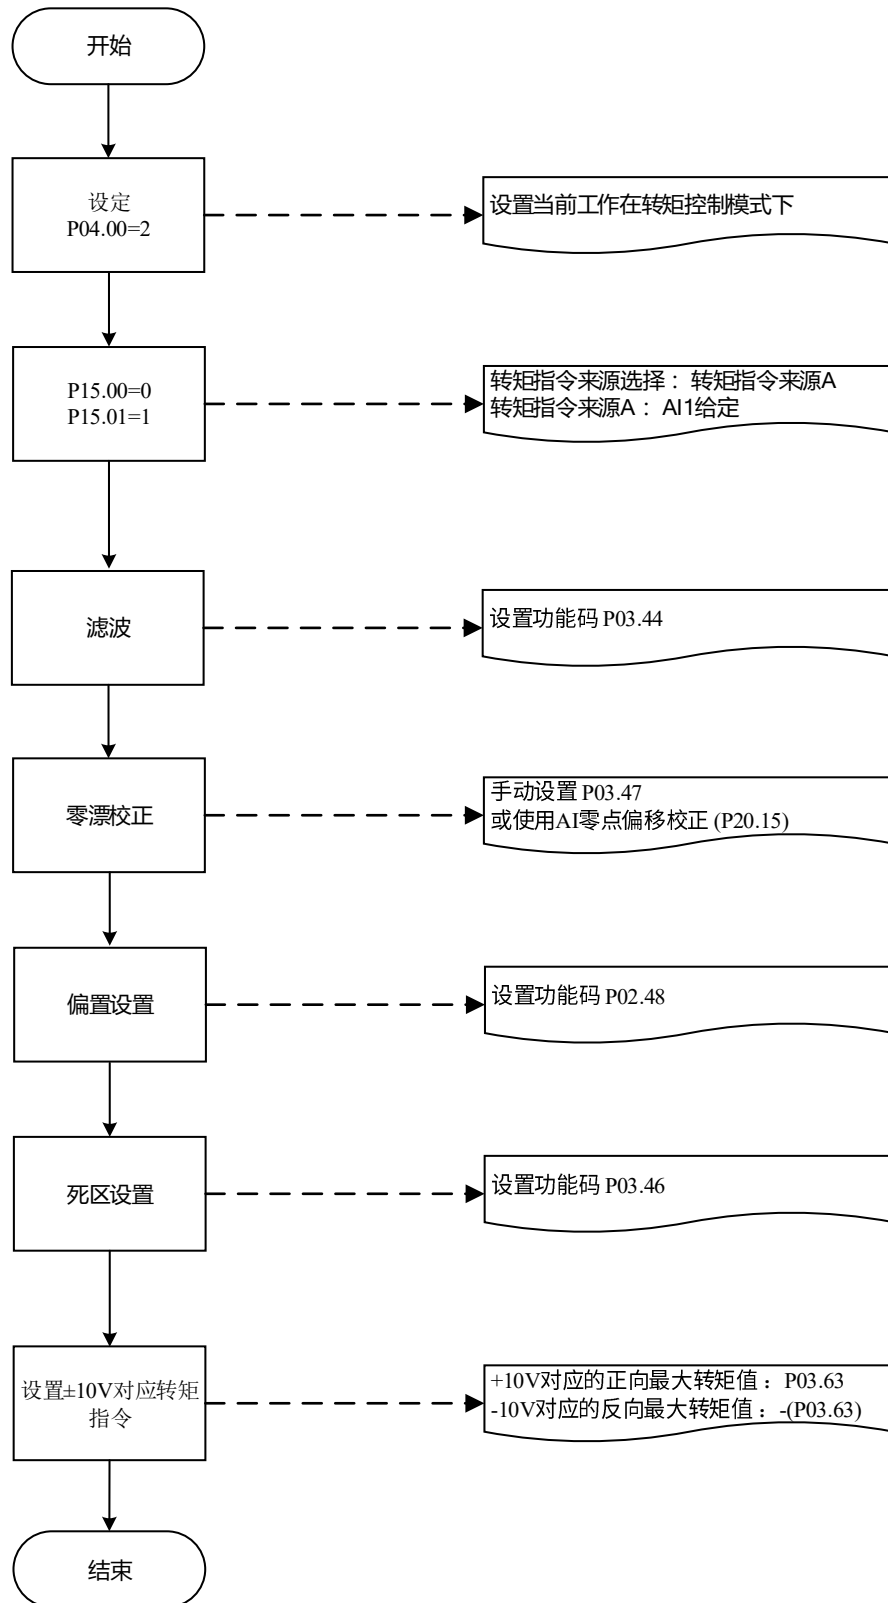 开始
设定
P04.00=2
设置当前工作在转矩控制模式下
P15.00=0
P15.01=1
转矩指令来源选择：转矩指令来源A
转矩指令来源A：AI1给定
滤波
设置功能码 P03.44
零漂校正
手动设置 P03.47
或使用AI零点偏移校正 (P20.15)
偏置设置
设置功能码 P02.48
死区设置
设置功能码 P03.46
设置±10V对应转矩
指令
+10V对应的正向最大转矩值：P03.63
-10V对应的反向最大转矩值：-(P03.63)
结束